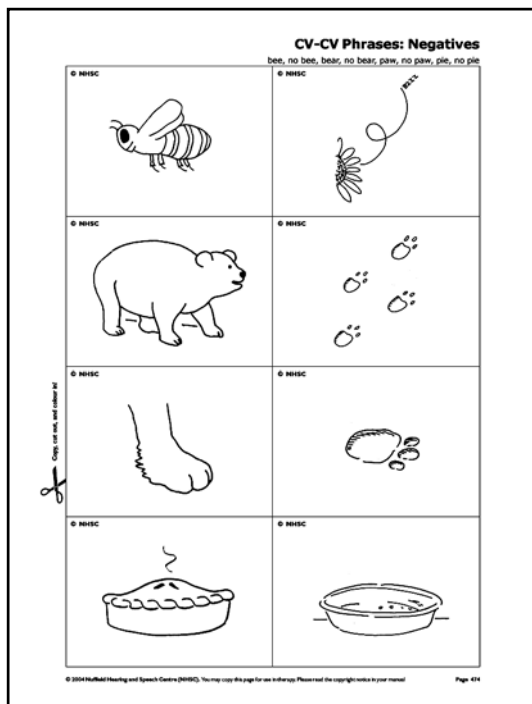 CV-CV Phrases: Negatives
bee, no bee, bear, no bear, paw, no paw, pie, no pie
© NHSC
© NHSC
BUZZ
© NHSC
© NHSC
© NHSC
© NHSC
Copy, cut out, and colour in!
© NHSC
© NHSC
© 2004 Nuffield Hearing and Speech Centre (NHSC). You may copy this page for use in therapy. Please read the copyright notice in your manual
Page 474